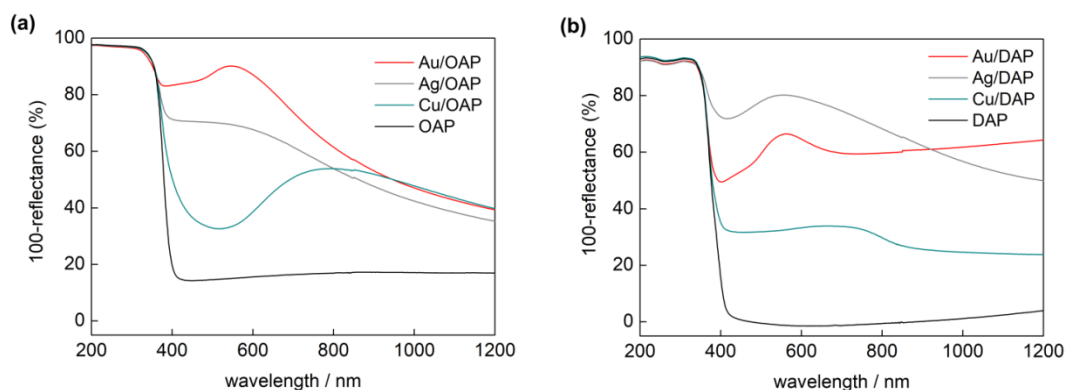 (a)
100-reflectance (%)
100
80
60
40
20
0
200 400 600 800 1000 1200
wavelength / nm
Au/OAP
Ag/OAP
Cu/OAP
OAP
(b)
100-reflectance (%)
100
80
60
40
20
0
200 400 600 800 1000 1200
wavelength / nm
Au/DAP
Ag/DAP
Cu/DAP
DAP